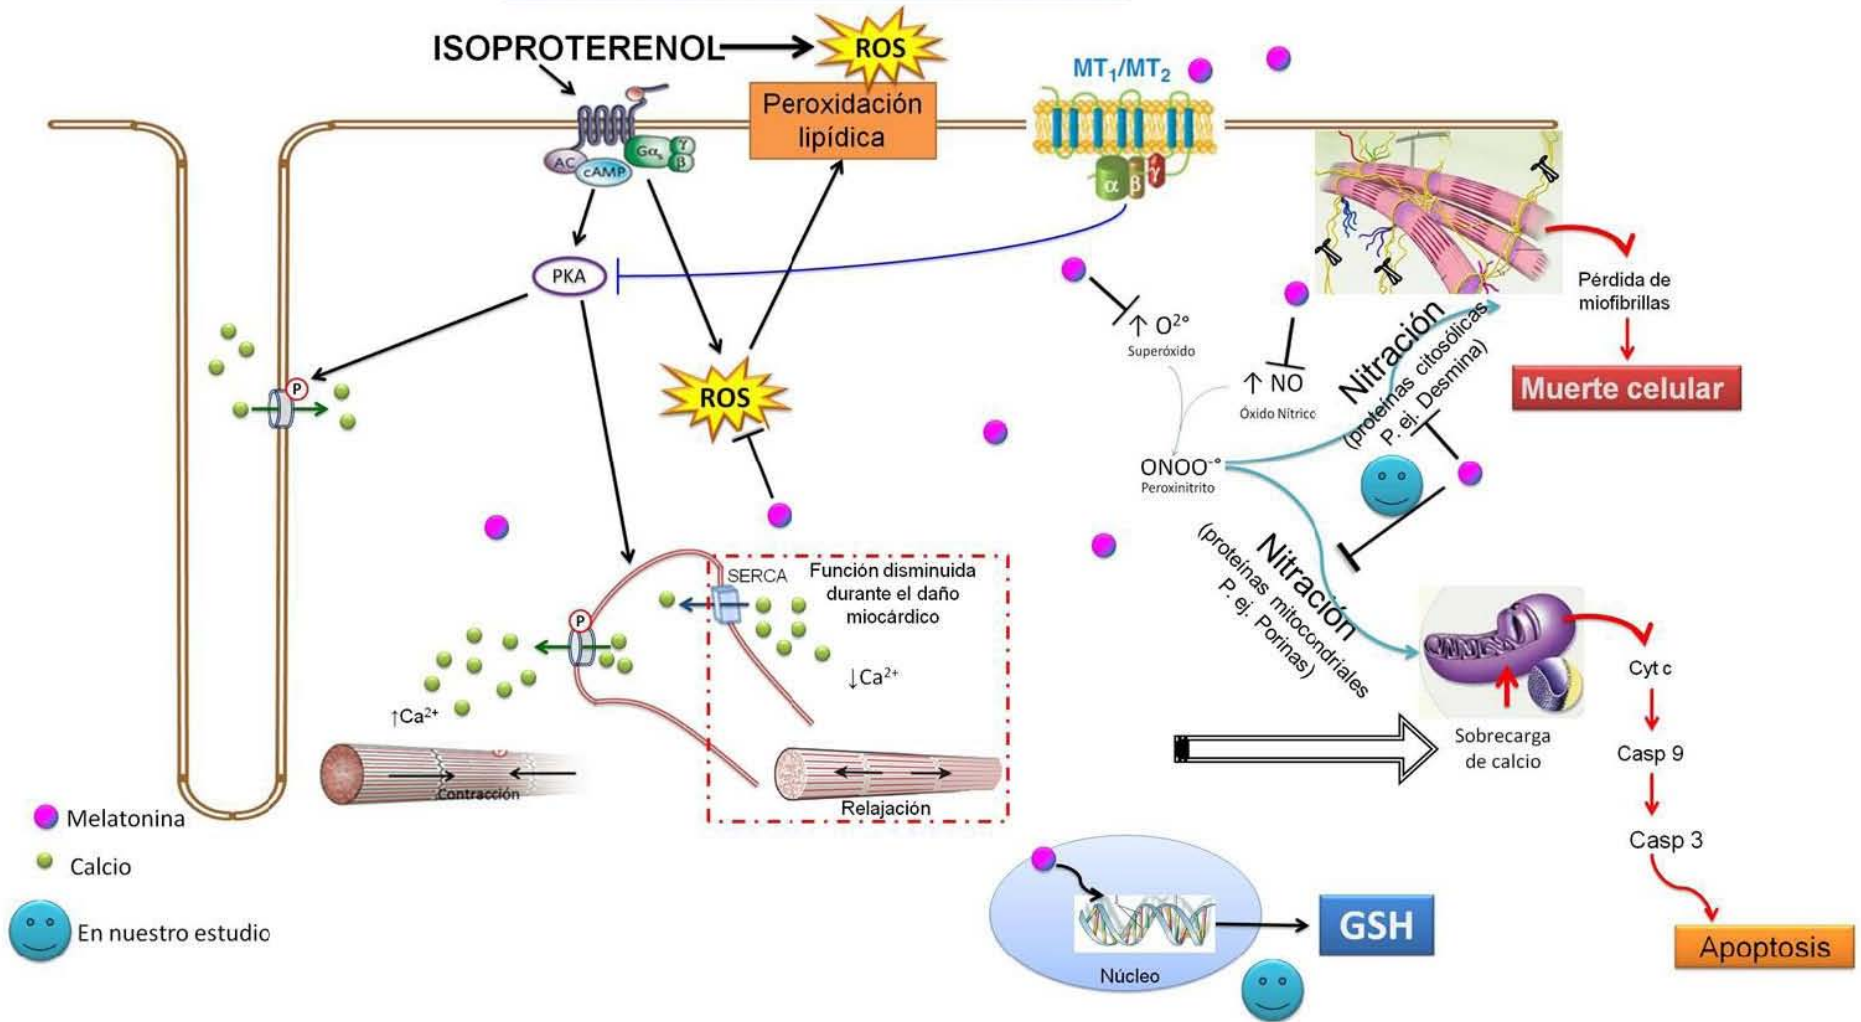 ISOPROTERENOL
ROS
MT1/MT2
Peroxidación
lipídica
AC
cAMP
Gαs
γ
β
α
β
γ
PKA
P
ROS
↑ O²°
Superóxido
↑ NO
Óxido Nítrico
ONOO⁻°
Peroxinitrito
Nitración
(proteínas citosólicas
P. ej. Desmina)
Pérdida de
miofibrillas
Muerte celular
Nitración
(proteínas mitocondriales
P. ej. Porinas)
SERCA
Función disminuida
durante el daño
miocárdico
↓Ca²⁺
P
↑Ca²⁺
Contracción
Relajación
Sobrecarga
de calcio
Cyt c
Casp 9
Casp 3
Apoptosis
Melatonina
Calcio
En nuestro estudio
Núcleo
GSH